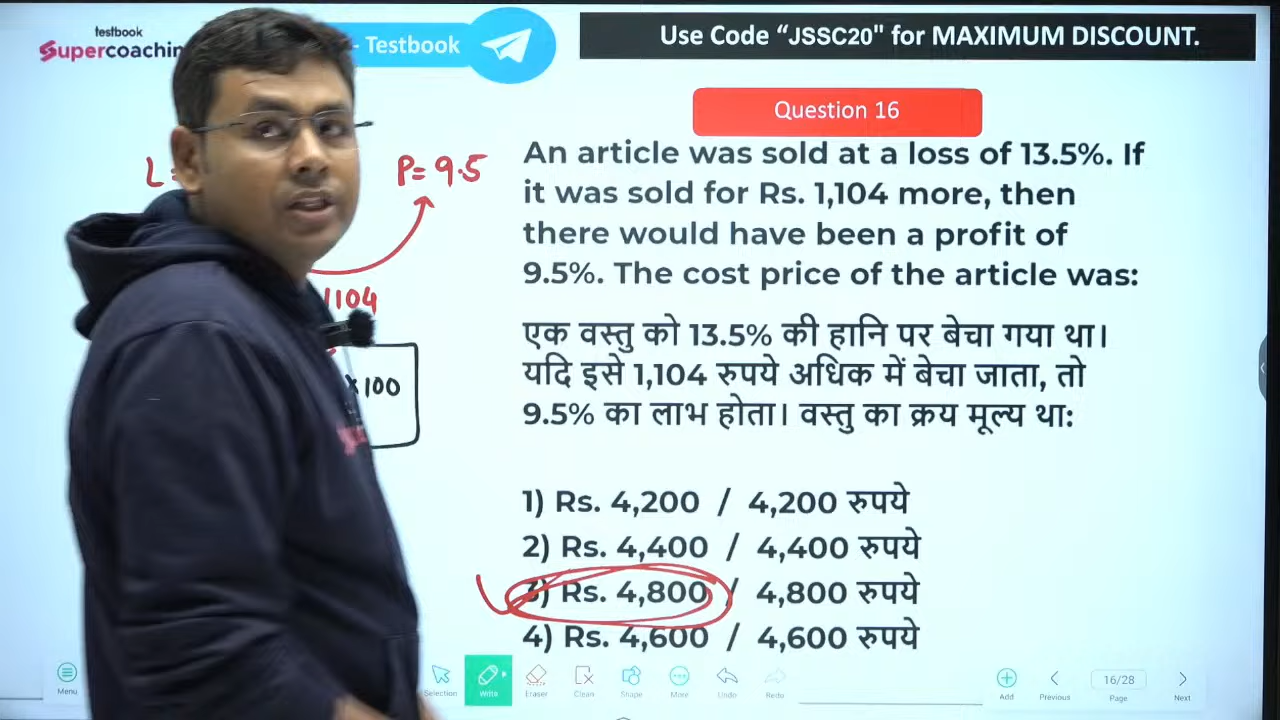 testbook
Supercoachin
- Testbook
Use Code “JSSC20" for MAXIMUM DISCOUNT.
Question 16
An article was sold at a loss of 13.5%. If
it was sold for Rs. 1,104 more, then
there would have been a profit of
9.5%. The cost price of the article was:
एक वस्तु को 13.5% की हानि पर बेचा गया था।
यदि इसे 1,104 रुपये अधिक में बेचा जाता, तो
9.5% का लाभ होता। वस्तु का क्रय मूल्य था:
L=
P= 9.5
1104
×100
1) Rs. 4,200 / 4,200 रुपये
2) Rs. 4,400 / 4,400 रुपये
3) Rs. 4,800 / 4,800 रुपये
4) Rs. 4,600 / 4,600 रुपये
Menu
Selection
Write
Eraser
Clean
Shape
More
Undo
Redo
Add
Previous
16/28
Page
Next